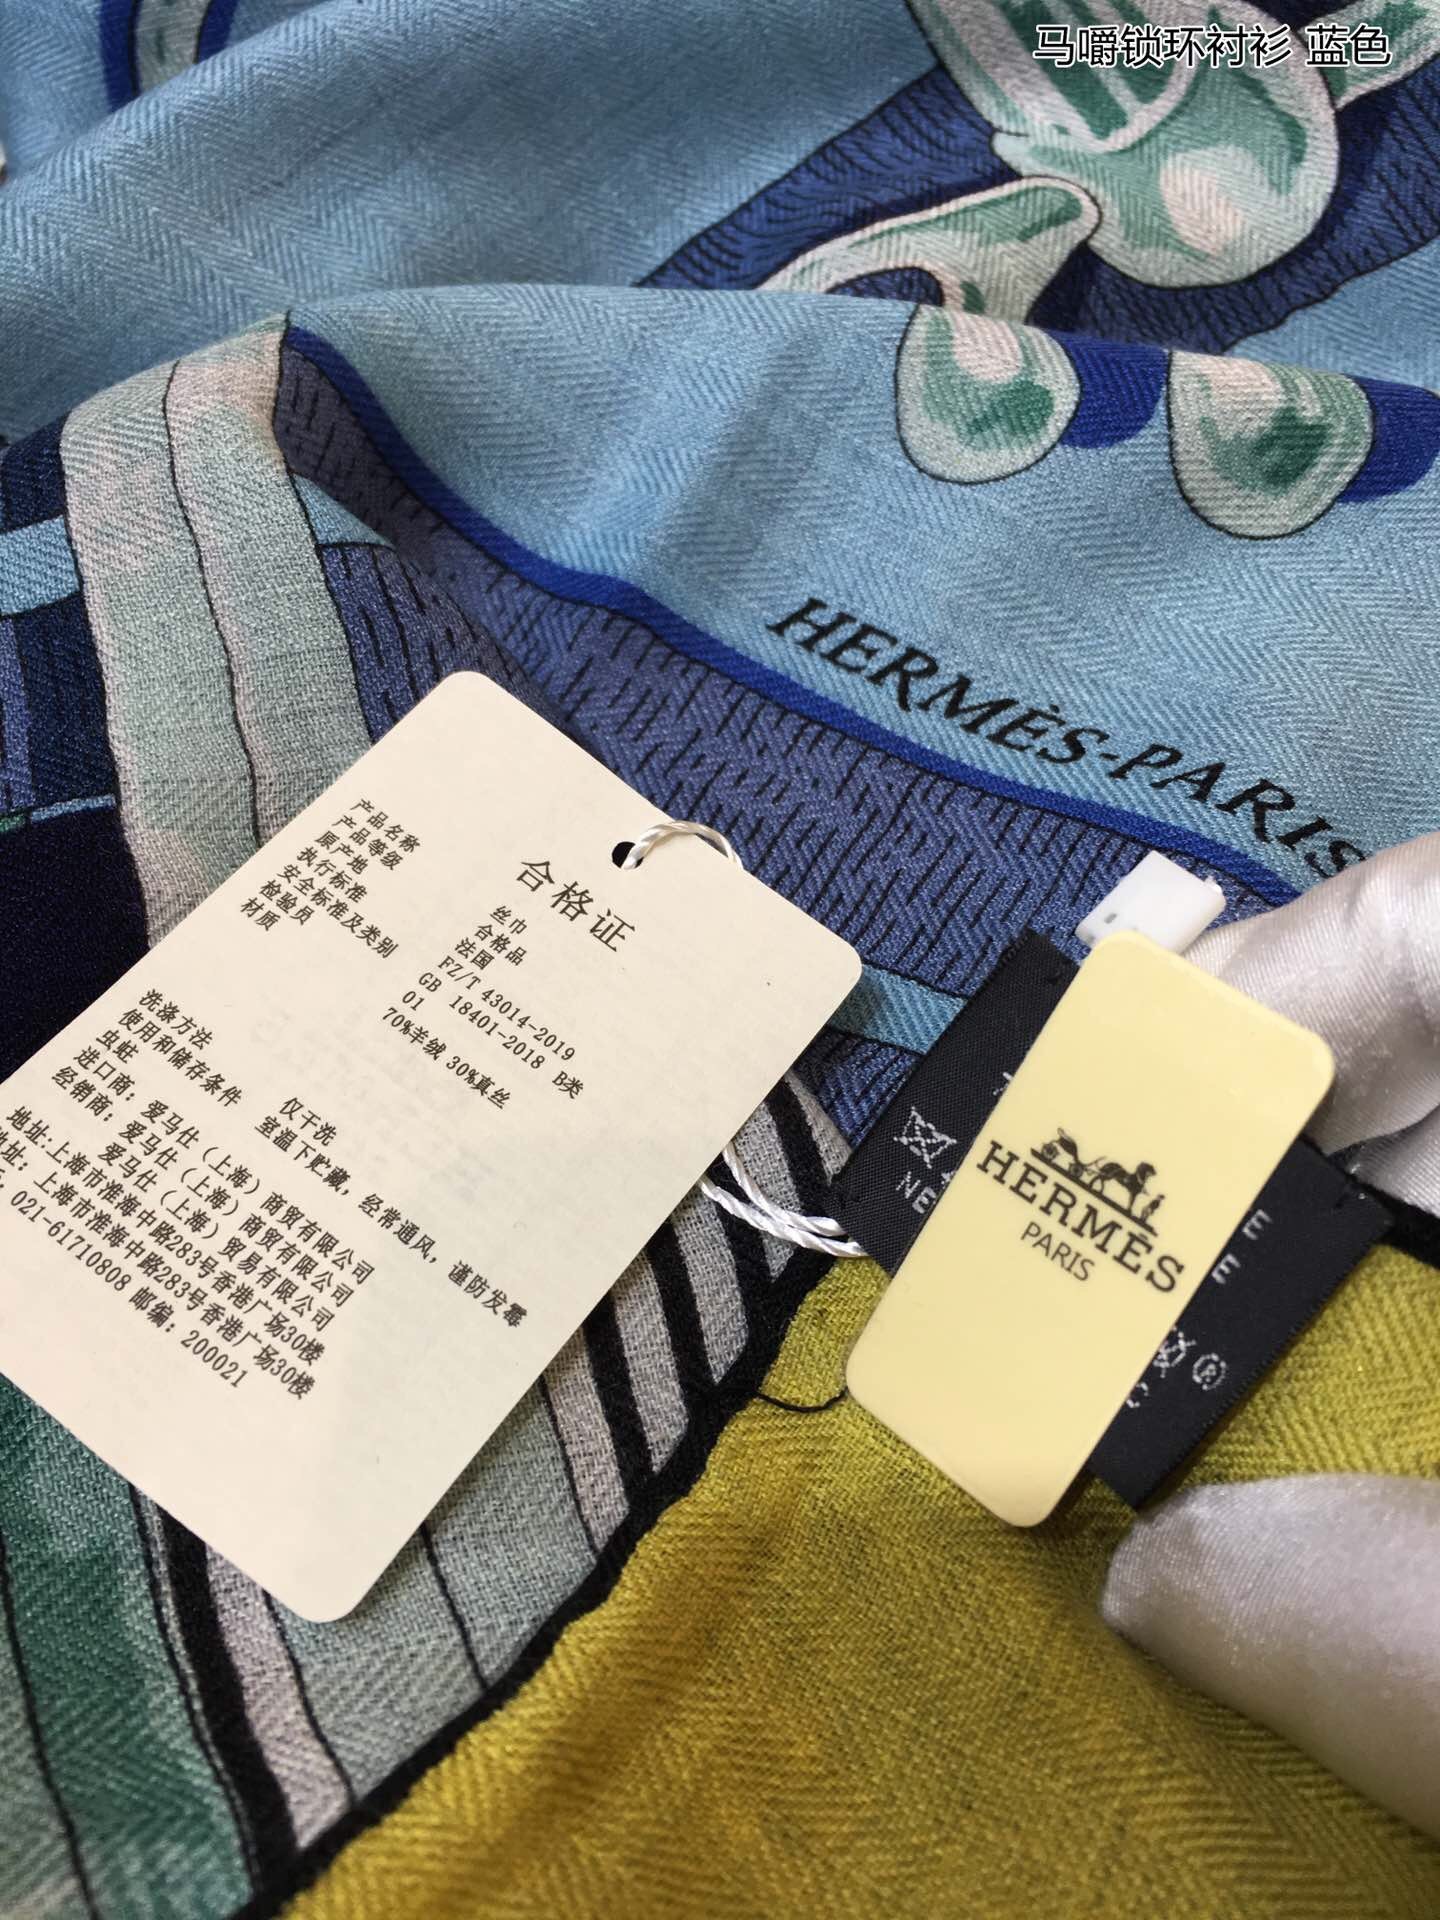 马嚼锁环衬衫 蓝色
HERMÈS-PARIS
合格证
产品名称 丝巾
产品等级 合格品
原产地 法国
执行标准 FZ/T 43014-2019
安全标准及类别 GB 18401-2018 B类
检验员 01
材质 70%羊绒 30%真丝
洗涤方法 仅干洗
使用和储存条件 室温下贮藏，经常通风，谨防发霉
虫蛀
进口商：爱马仕（上海）商贸有限公司
经销商：爱马仕（上海）商贸有限公司
爱马仕（上海）贸易有限公司
地址:上海市淮海中路283号香港广场30楼
地址：上海市淮海中路283号香港广场30楼
：021-61710808 邮编：200021
HERMÈS
PARIS
NE